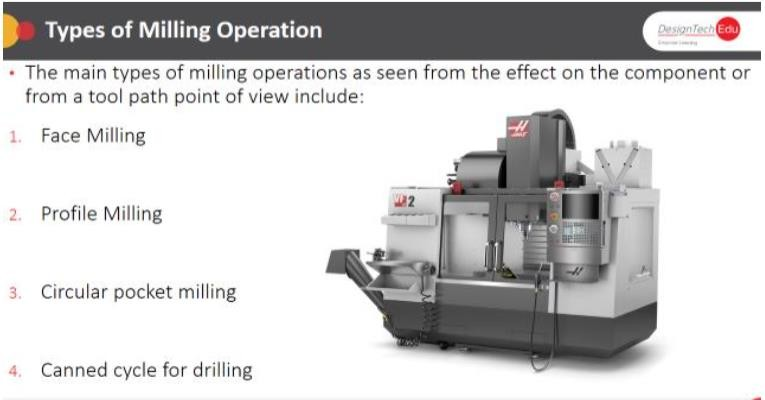 Types of Milling Operation
DesignTech Edu
• The main types of milling operations as seen from the effect on the component or
from a tool path point of view include:
1. Face Milling
2. Profile Milling
3. Circular pocket milling
4. Canned cycle for drilling
VF2